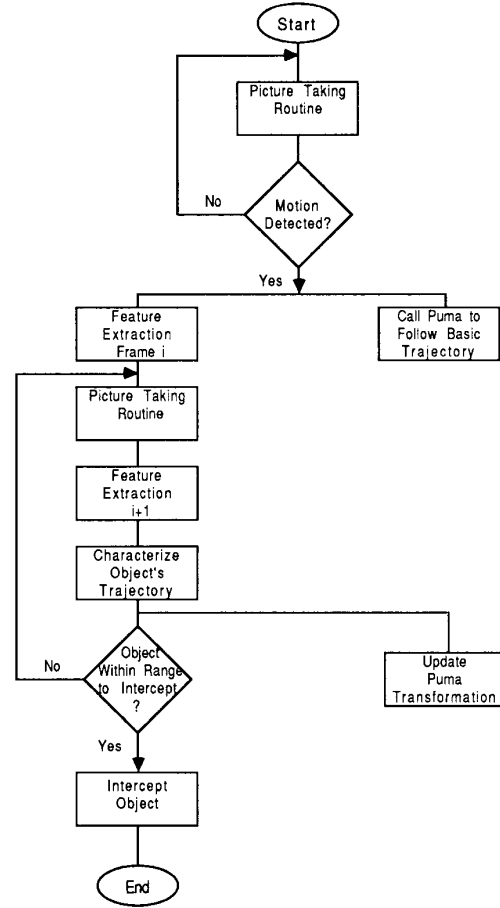 Start
Picture Taking
Routine
Motion
Detected?
No
Yes
Feature
Extraction
Frame i
Call Puma to
Follow Basic
Trajectory
Picture Taking
Routine
Feature
Extraction
i+1
Characterize
Object's
Trajectory
Object
Within Range
to Intercept
?
No
Update
Puma
Transformation
Yes
Intercept
Object
End